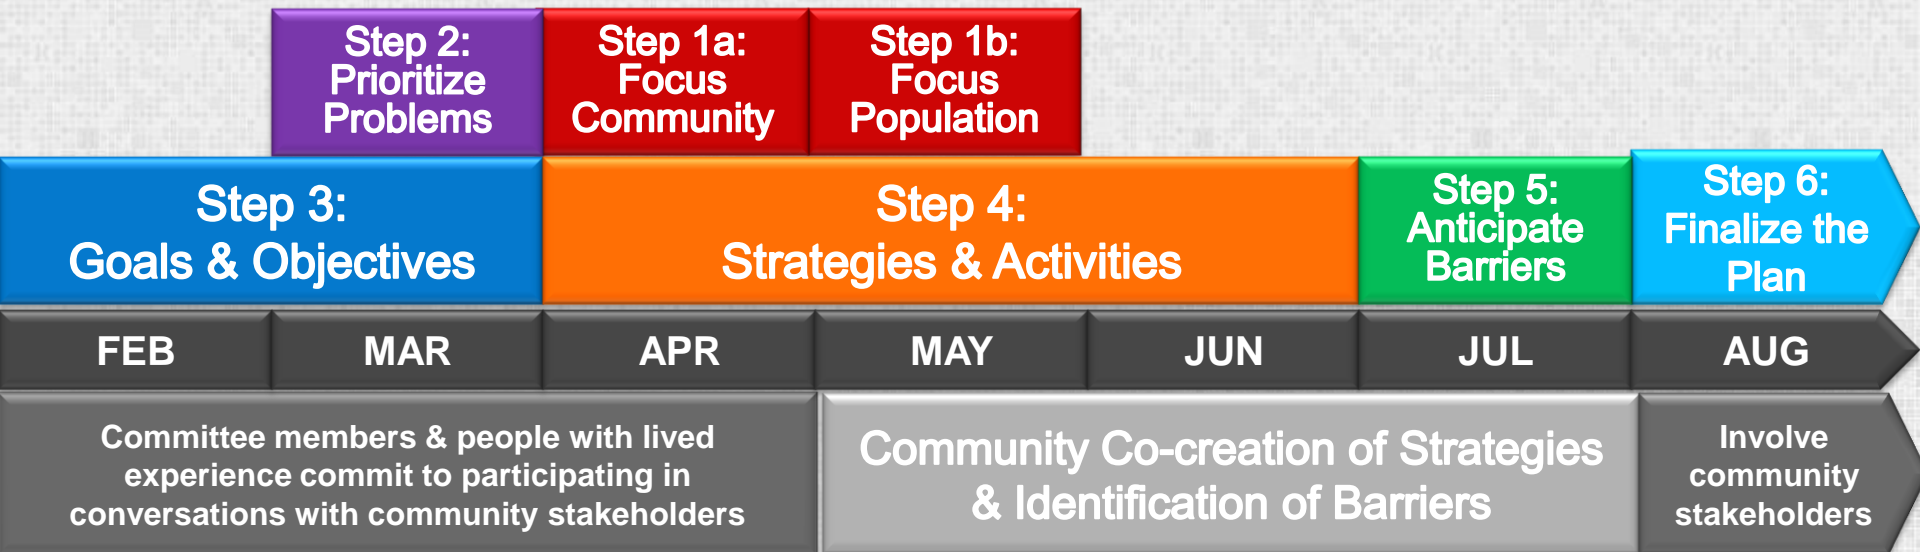 Step 2:
Prioritize
Problems
Step 1a:
Focus
Community
Step 1b:
Focus
Population
Step 3:
Goals & Objectives
Step 4:
Strategies & Activities
Step 5:
Anticipate
Barriers
Step 6:
Finalize the
Plan
FEB
MAR
APR
MAY
JUN
JUL
AUG
Committee members & people with lived
experience commit to participating in
conversations with community stakeholders
Community Co-creation of Strategies
& Identification of Barriers
Involve
community
stakeholders